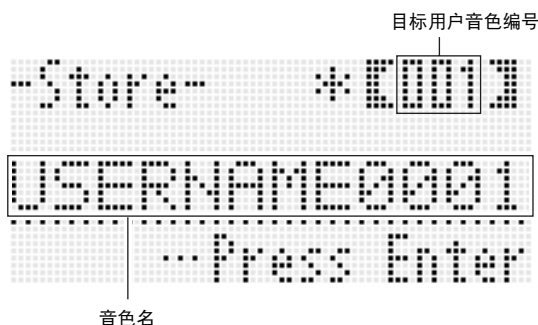 目标用户音色编号
-Store- *【001】
USERNAME0001
···Press Enter
音色名